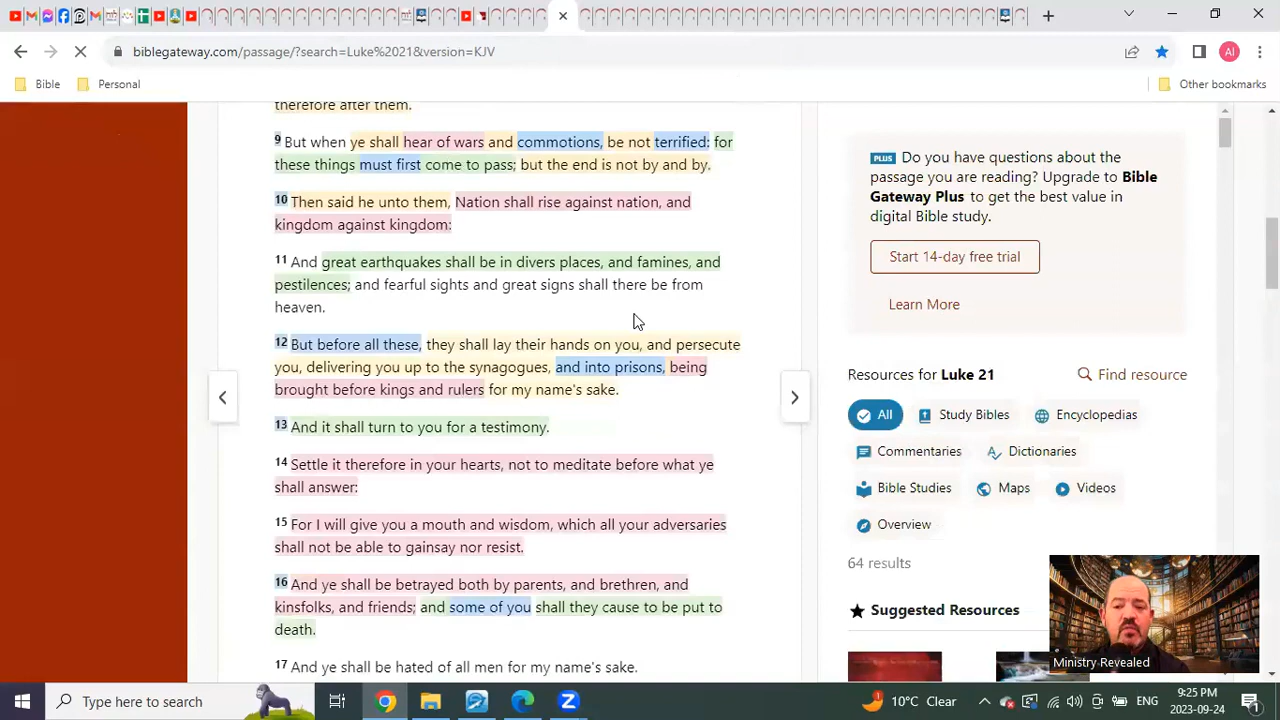 biblegateway.com/passage/?search=Luke%2021&version=KJV
AI
Bible
Personal
Other bookmarks
therefore after them.
9 But when ye shall hear of wars and commotions, be not terrified: for
these things must first come to pass; but the end is not by and by.
10 Then said he unto them, Nation shall rise against nation, and
kingdom against kingdom:
11 And great earthquakes shall be in divers places, and famines, and
pestilences; and fearful sights and great signs shall there be from
heaven.
12 But before all these, they shall lay their hands on you, and persecute
you, delivering you up to the synagogues, and into prisons, being
brought before kings and rulers for my name's sake.
13 And it shall turn to you for a testimony.
14 Settle it therefore in your hearts, not to meditate before what ye
shall answer:
15 For I will give you a mouth and wisdom, which all your adversaries
shall not be able to gainsay nor resist.
16 And ye shall be betrayed both by parents, and brethren, and
kinsfolks, and friends; and some of you shall they cause to be put to
death.
17 And ye shall be hated of all men for my name's sake.
PLUS Do you have questions about the
passage you are reading? Upgrade to Bible
Gateway Plus to get the best value in
digital Bible study.
Start 14-day free trial
Learn More
Resources for Luke 21
Find resource
All
Study Bibles
Encyclopedias
Commentaries
Dictionaries
Bible Studies
Maps
Videos
Overview
64 results
Suggested Resources
Ministry Revealed
Type here to search
10°C Clear
ENG
9:25 PM
2023-09-24
1